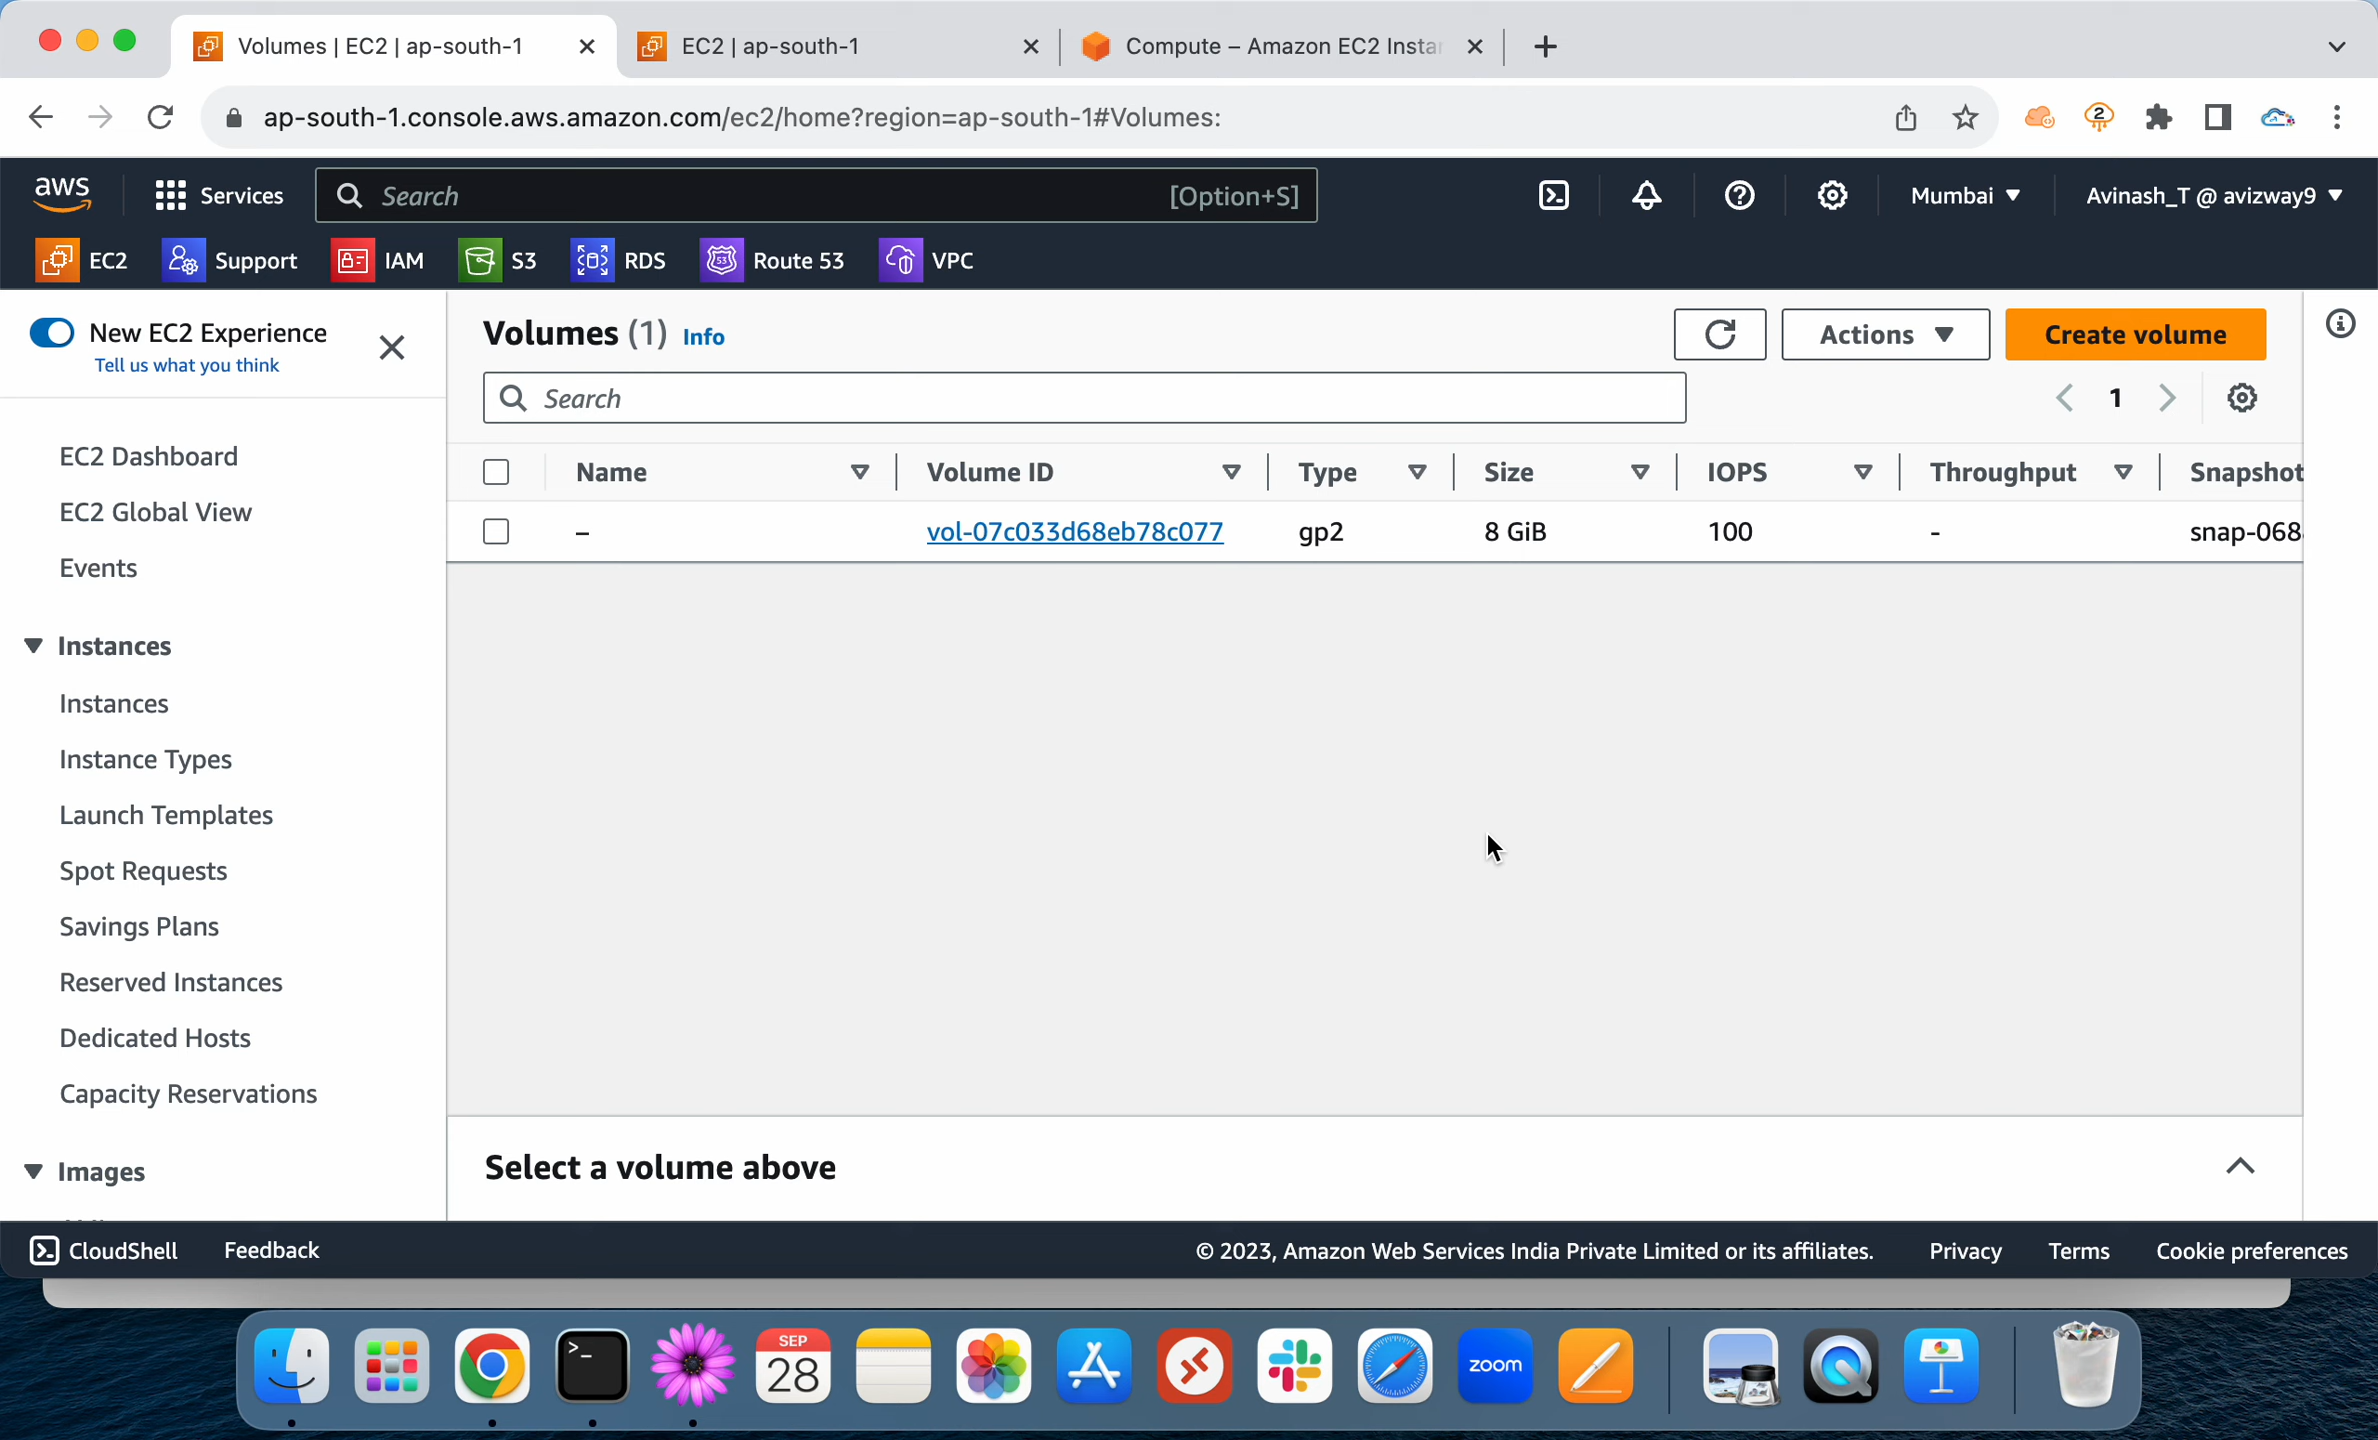 Volumes | EC2 | ap-south-1
EC2 | ap-south-1
Compute – Amazon EC2 Insta
ap-south-1.console.aws.amazon.com/ec2/home?region=ap-south-1#Volumes:
2
aws
Services
Search
[Option+S]
Mumbai
Avinash_T @ avizway9
EC2
Support
IAM
S3
RDS
53
Route 53
VPC
New EC2 Experience
Tell us what you think
EC2 Dashboard
EC2 Global View
Events
Instances
Instances
Instance Types
Launch Templates
Spot Requests
Savings Plans
Reserved Instances
Dedicated Hosts
Capacity Reservations
Images
Volumes (1) Info
Actions
Create volume
Search
1
Name Volume ID Type Size IOPS Throughput Snapshot
– vol-07c033d68eb78c077 gp2 8 GiB 100 - snap-068
Select a volume above
CloudShell
Feedback
© 2023, Amazon Web Services India Private Limited or its affiliates.
Privacy
Terms
Cookie preferences
SEP
28
zoom